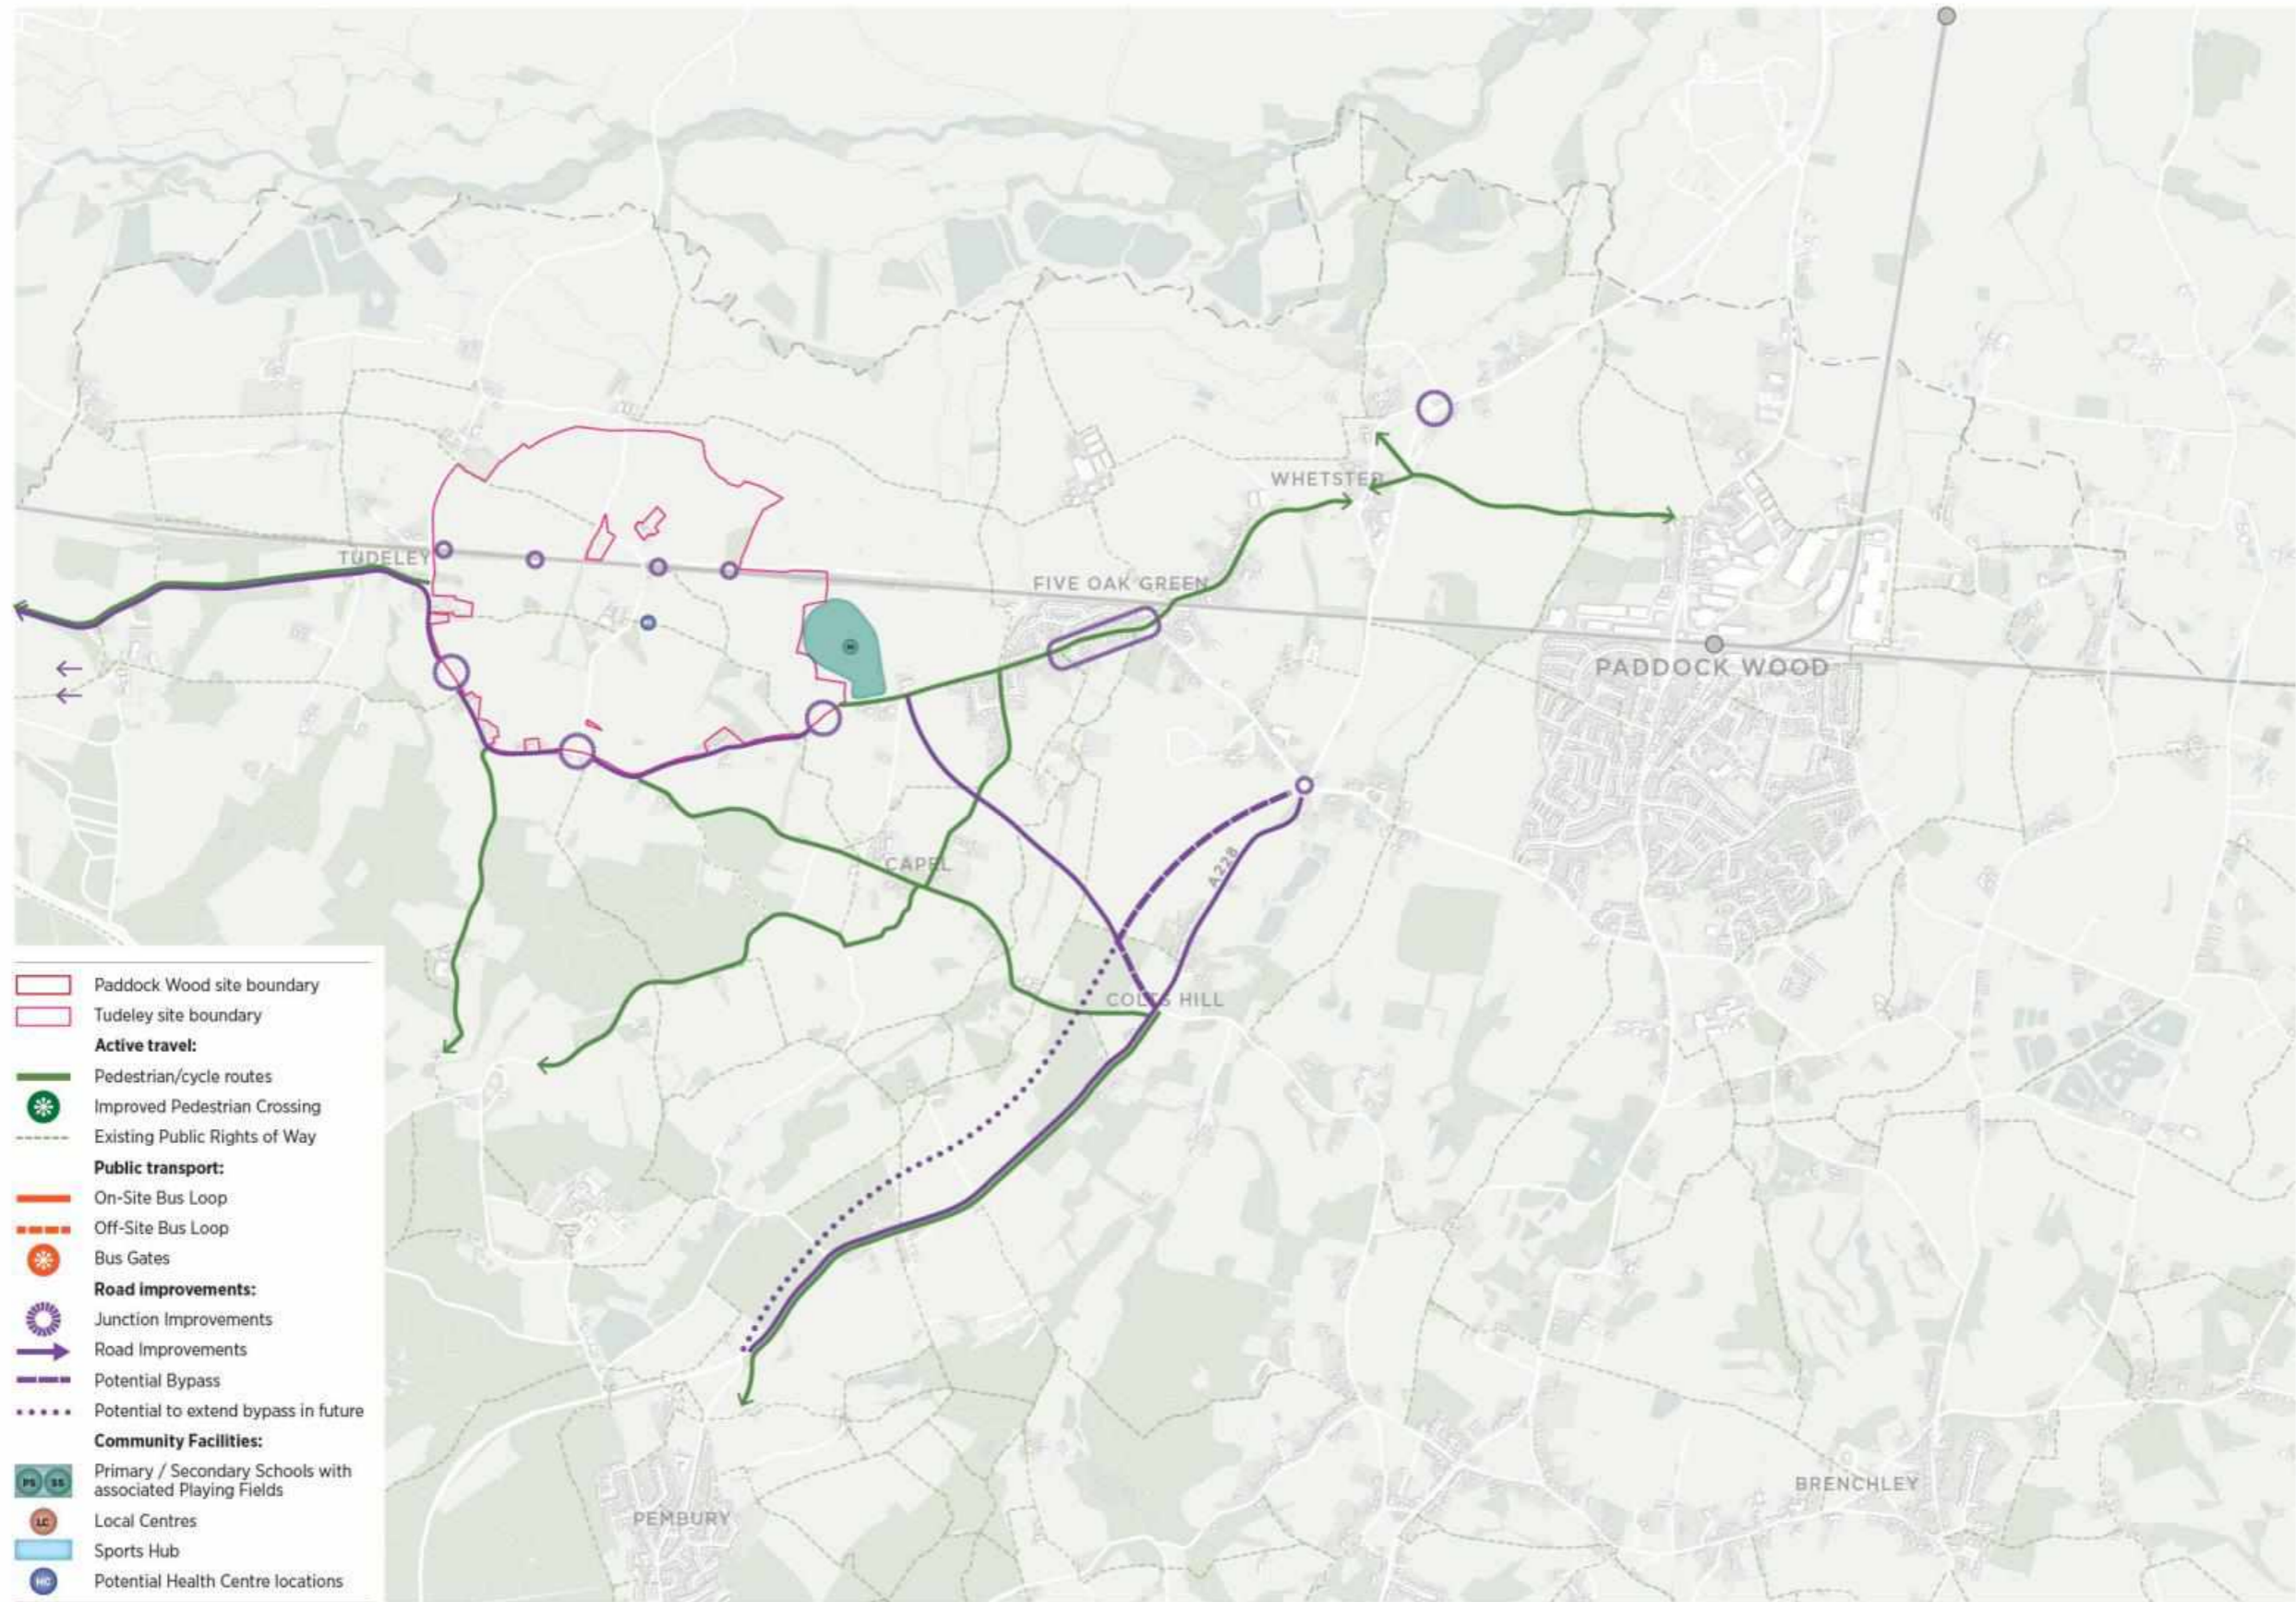 WHETSTED
TUDELEY
FIVE OAK GREEN
PADDOCK WOOD
CAPEL
A228
COLTS HILL
BRENCHLEY
PEMBURY
Paddock Wood site boundary
Tudeley site boundary
Active travel:
Pedestrian/cycle routes
Improved Pedestrian Crossing
Existing Public Rights of Way
Public transport:
On-Site Bus Loop
Off-Site Bus Loop
Bus Gates
Road improvements:
Junction Improvements
Road Improvements
Potential Bypass
Potential to extend bypass in future
Community Facilities:
PS SS Primary / Secondary Schools with
associated Playing Fields
LC Local Centres
Sports Hub
HC Potential Health Centre locations